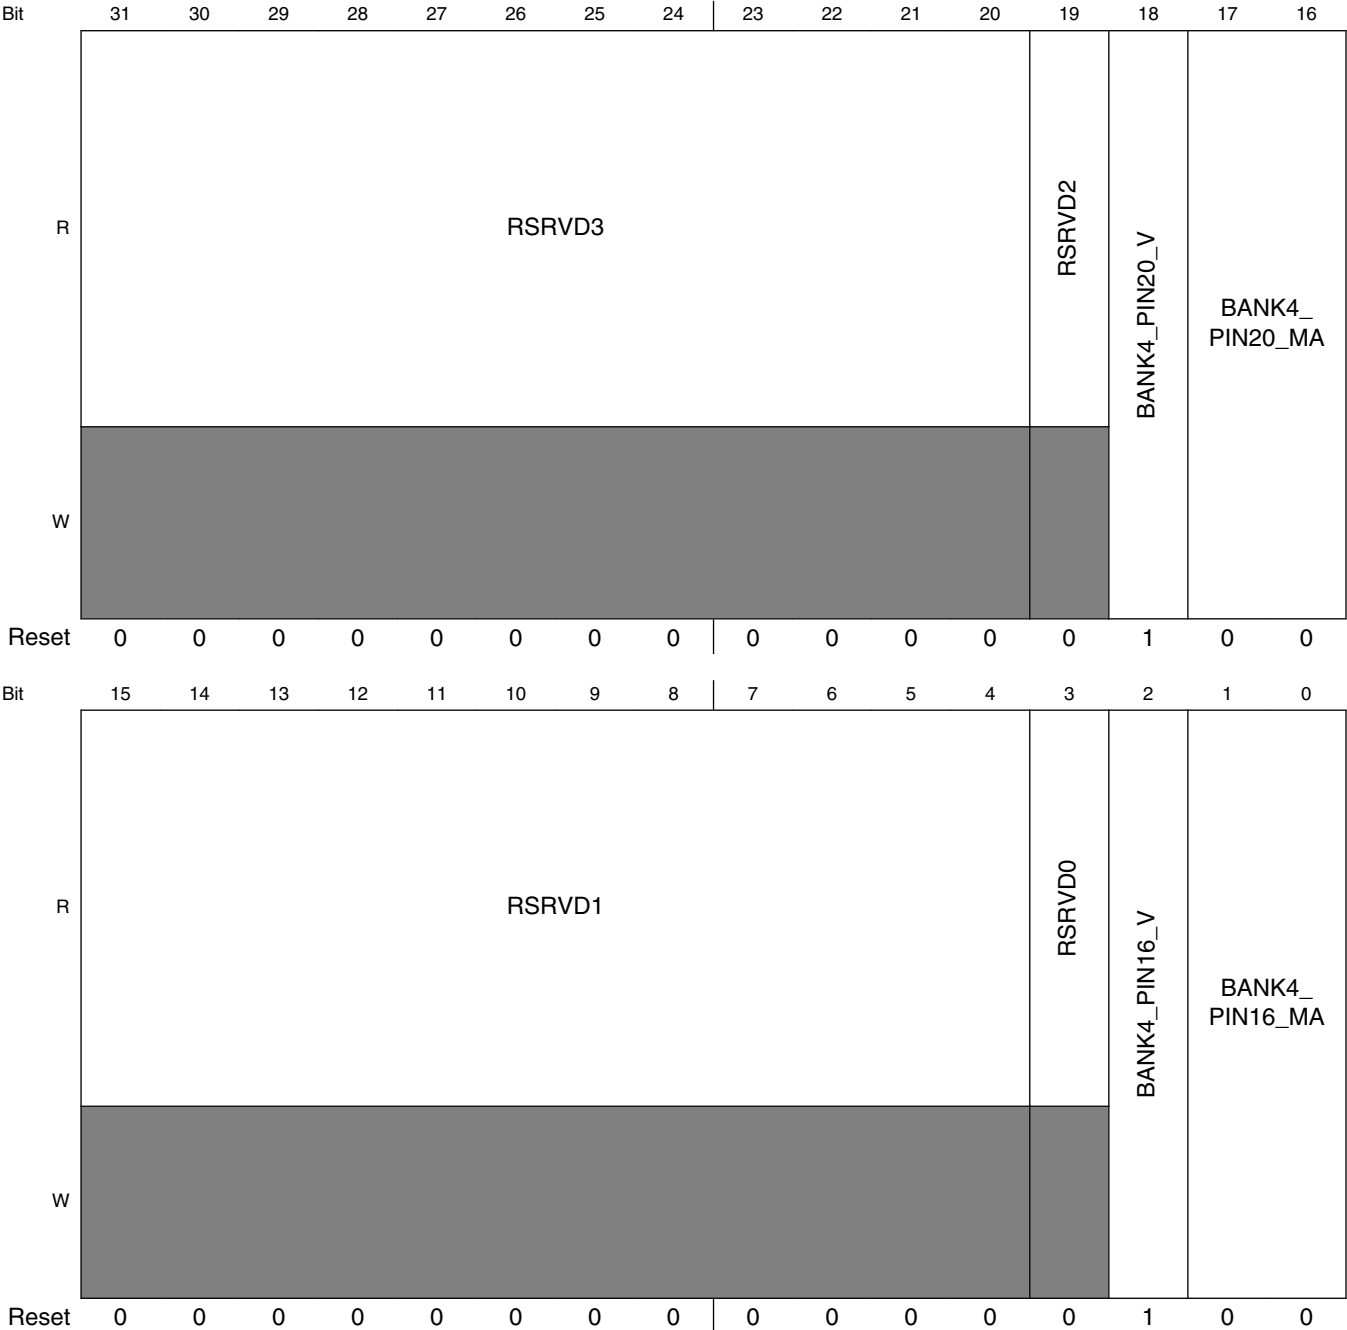 Bit 31 30 29 28 27 26 25 24 23 22 21 20 19 18 17 16
R RSRVD3 RSRVD2 BANK4_PIN20_V BANK4_
PIN20_MA
W
Reset 0 0 0 0 0 0 0 0 0 0 0 0 0 1 0 0
Bit 15 14 13 12 11 10 9 8 7 6 5 4 3 2 1 0
R RSRVD1 RSRVD0 BANK4_PIN16_V BANK4_
PIN16_MA
W
Reset 0 0 0 0 0 0 0 0 0 0 0 0 0 1 0 0